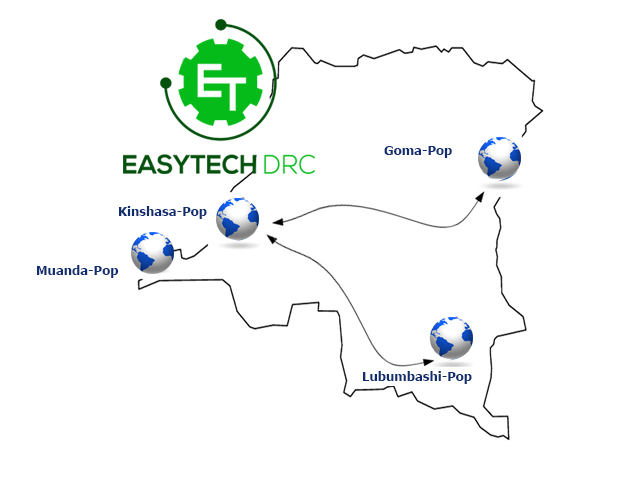 ET
EASYTECH DRC
Goma-Pop
Kinshasa-Pop
Muanda-Pop
Lubumbashi-Pop